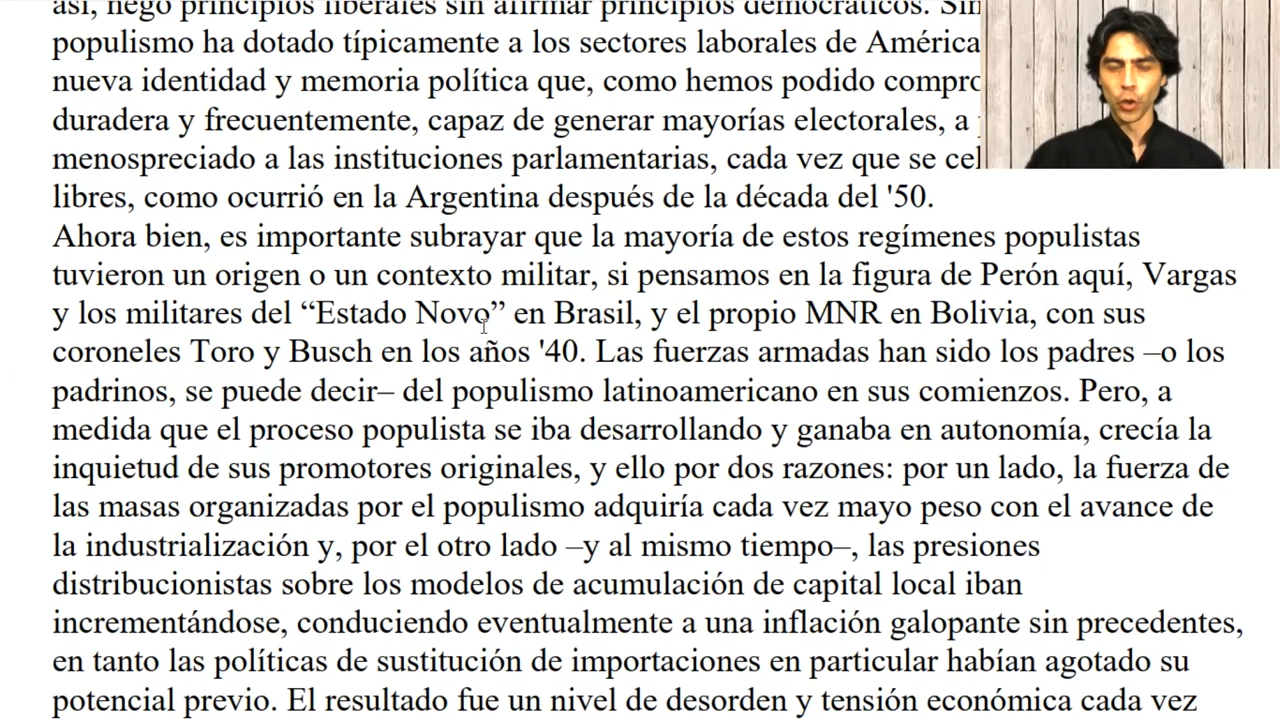 así, negó principios liberales sin afirmar principios democráticos. Sin
populismo ha dotado típicamente a los sectores laborales de América
nueva identidad y memoria política que, como hemos podido compro
duradera y frecuentemente, capaz de generar mayorías electorales, a
menospreciado a las instituciones parlamentarias, cada vez que se cel
libres, como ocurrió en la Argentina después de la década del '50.
Ahora bien, es importante subrayar que la mayoría de estos regímenes populistas
tuvieron un origen o un contexto militar, si pensamos en la figura de Perón aquí, Vargas
y los militares del “Estado Novo” en Brasil, y el propio MNR en Bolivia, con sus
coroneles Toro y Busch en los años '40. Las fuerzas armadas han sido los padres –o los
padrinos, se puede decir– del populismo latinoamericano en sus comienzos. Pero, a
medida que el proceso populista se iba desarrollando y ganaba en autonomía, crecía la
inquietud de sus promotores originales, y ello por dos razones: por un lado, la fuerza de
las masas organizadas por el populismo adquiría cada vez mayo peso con el avance de
la industrialización y, por el otro lado –y al mismo tiempo–, las presiones
distribucionistas sobre los modelos de acumulación de capital local iban
incrementándose, conduciendo eventualmente a una inflación galopante sin precedentes,
en tanto las políticas de sustitución de importaciones en particular habían agotado su
potencial previo. El resultado fue un nivel de desorden y tensión económica cada vez